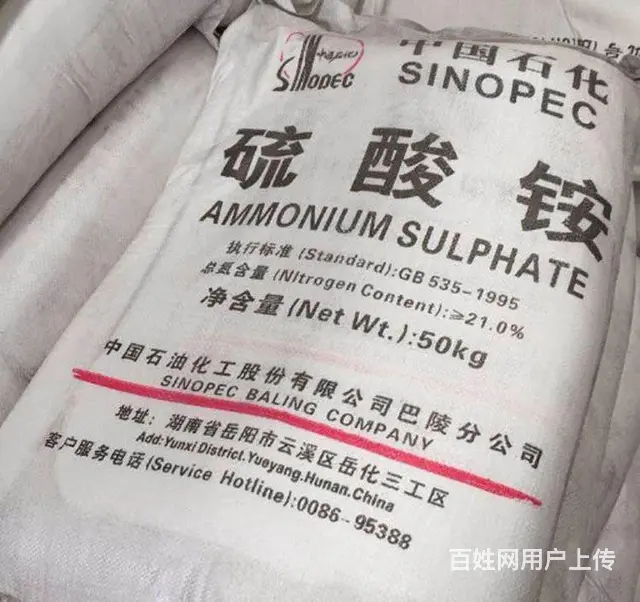 中国石化
SINOPEC
中国石化
SINOPEC
硫酸铵
AMMONIUM SULPHATE
执行标准 (Standard):GB 535-1995
总氮含量 (Nitrogen Content):≥21.0%
净含量(Net Wt.):50kg
中国石油化工股份有限公司巴陵分公司
SINOPEC BALING COMPANY
地址: 湖南省岳阳市云溪区岳化三工区
Add:Yunxi District.Yueyang.Hunan.China
客户服务电话(Service Hotline):0086-95388
百姓网用户上传